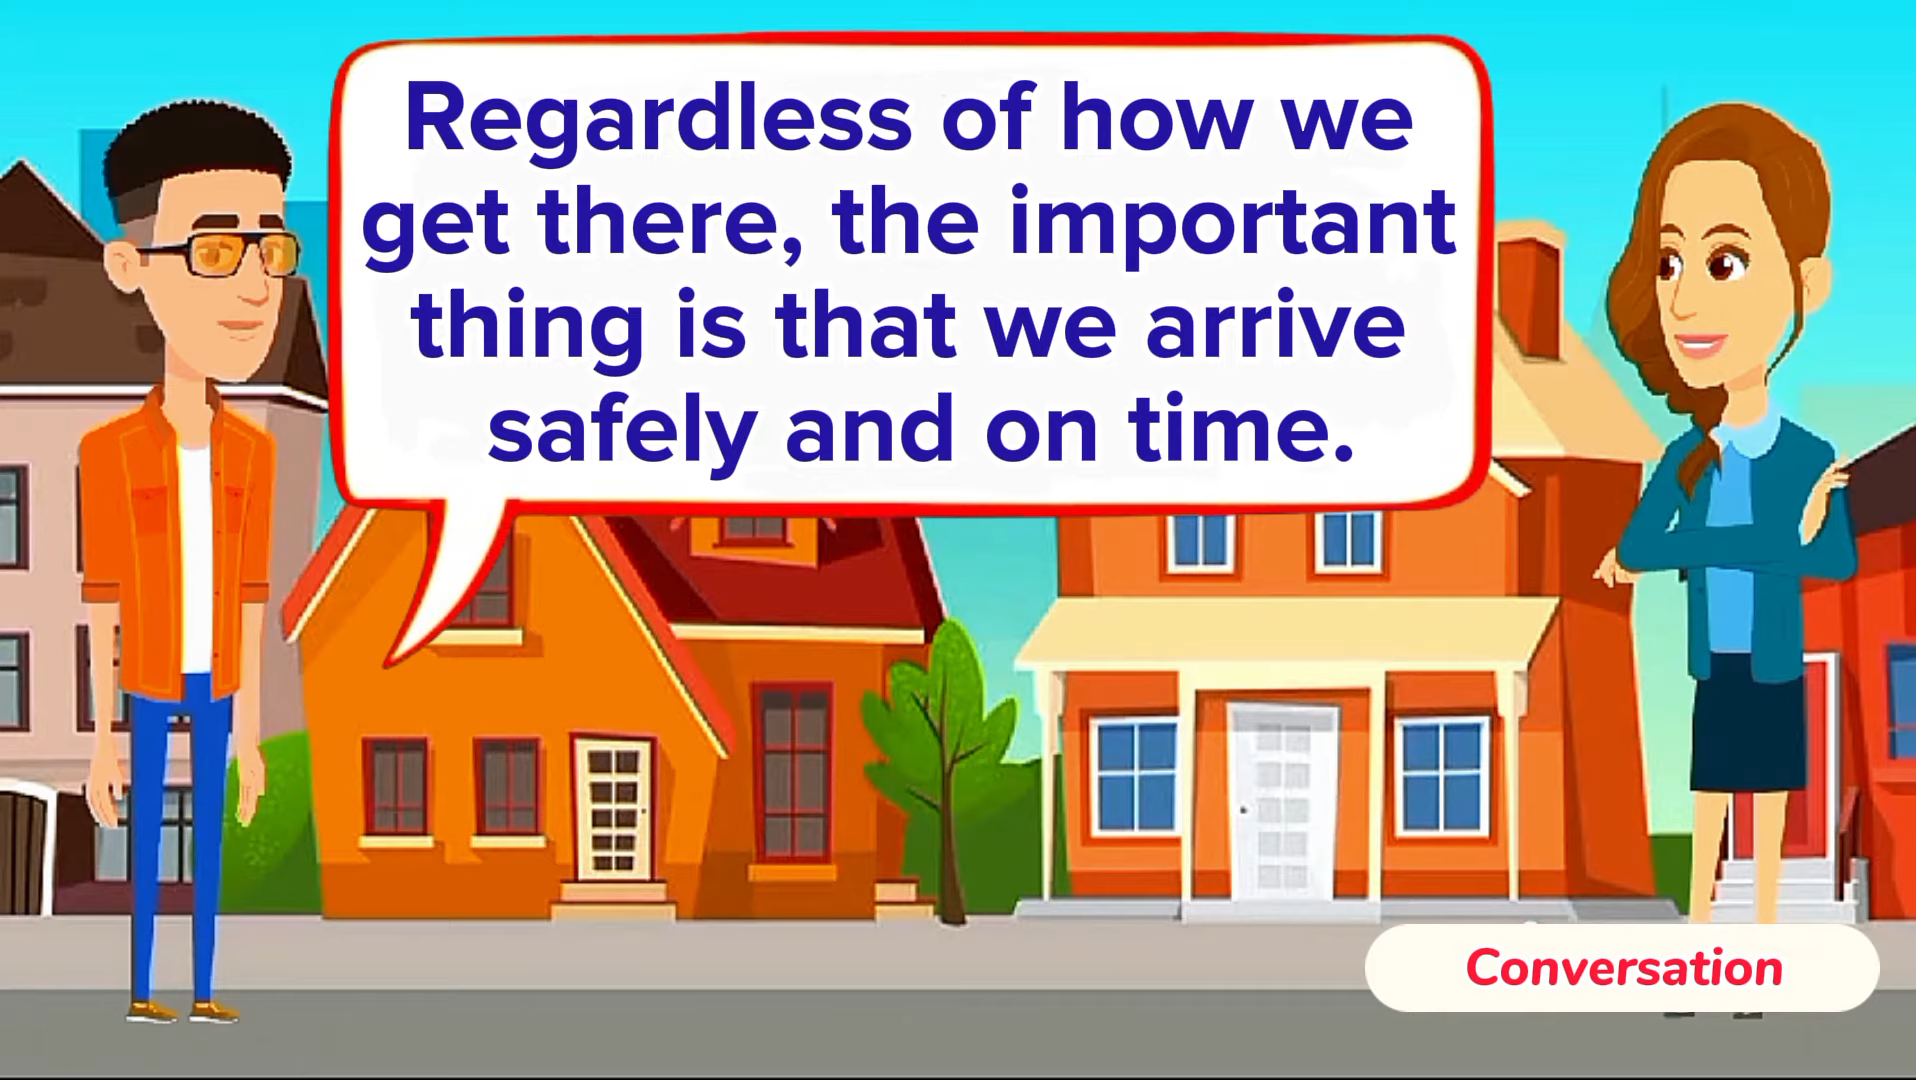 Regardless of how we
get there, the important
thing is that we arrive
safely and on time.
Conversation